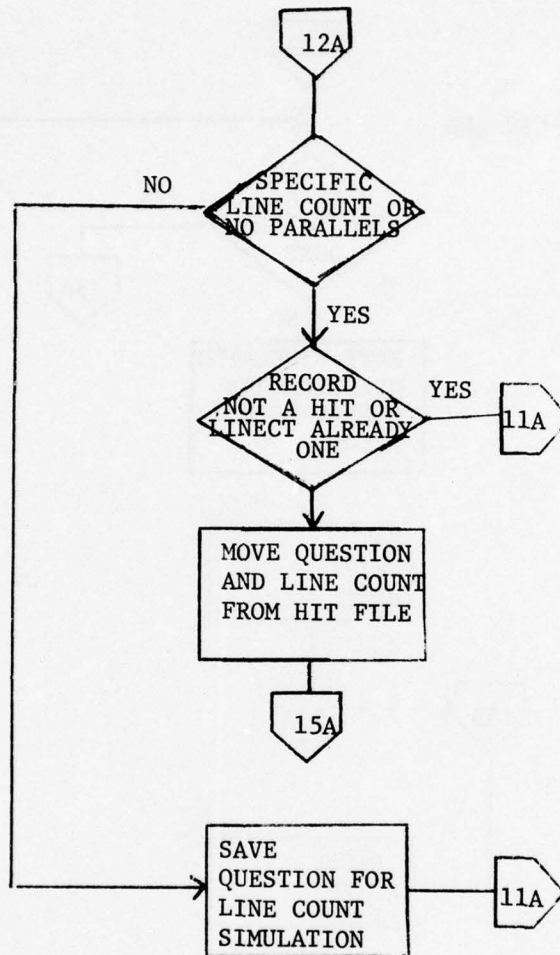 12A
NO
SPECIFIC
LINE COUNT OR
NO PARALLELS
YES
RECORD
NOT A HIT OR
LINECT ALREADY
ONE
YES
11A
MOVE QUESTION
AND LINE COUNT
FROM HIT FILE
15A
SAVE
QUESTION FOR
LINE COUNT
SIMULATION
11A